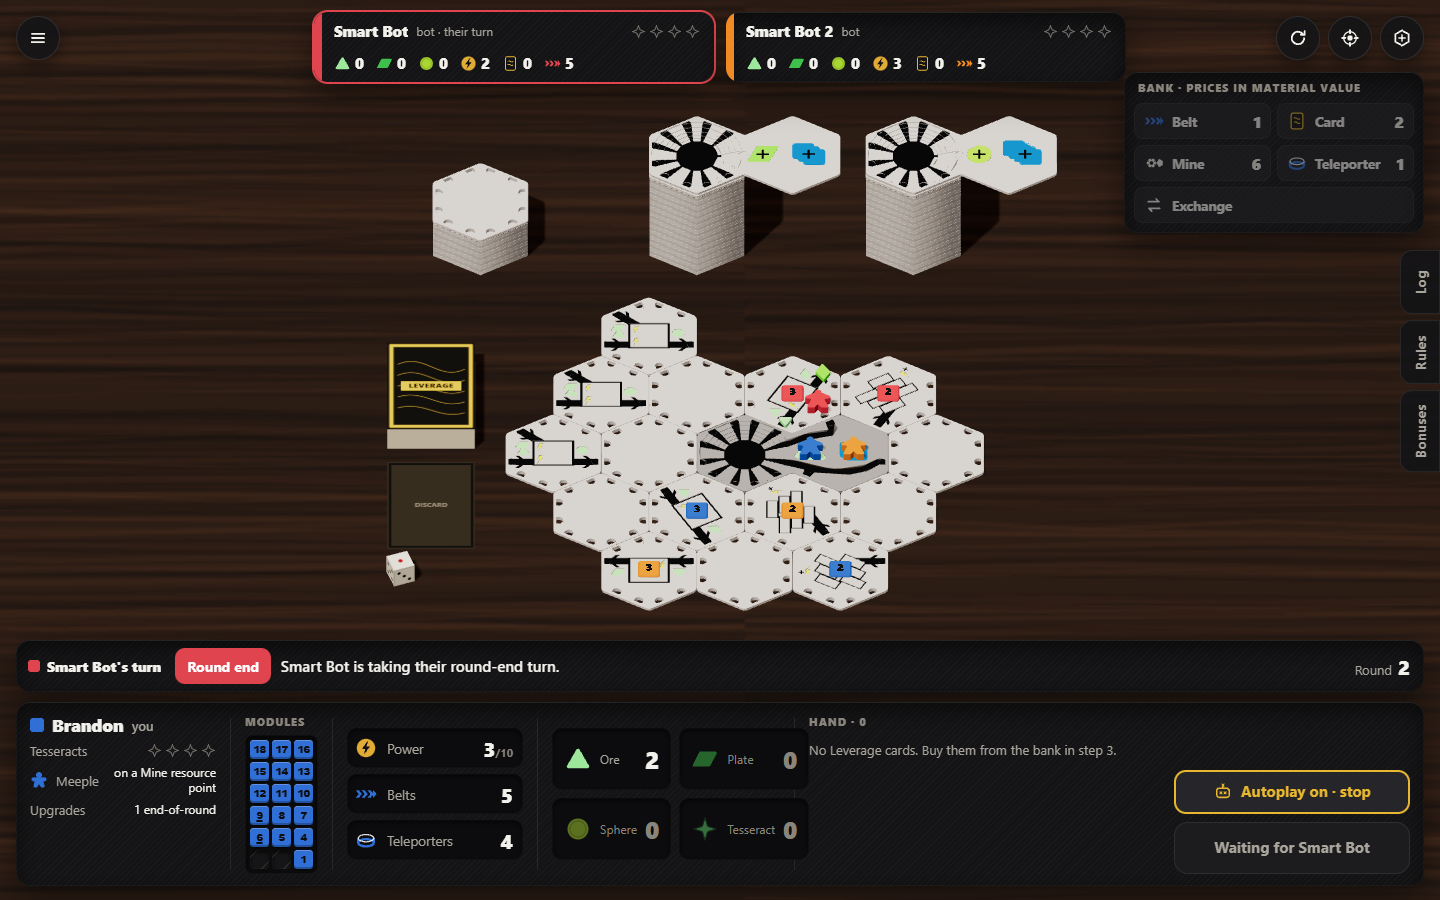 Smart Bot bot · their turn
0 0 0 2 0 5
Smart Bot 2 bot
0 0 0 3 0 5
BANK · PRICES IN MATERIAL VALUE
Belt 1
Card 2
Mine 6
Teleporter 1
Exchange
Log
Rules
Bonuses
LEVERAGE
DISCARD
3
2
3
2
3
2
Smart Bot's turn
Round end
Smart Bot is taking their round-end turn.
Round 2
Brandon you
Tesseracts
Meeple on a Mine resource
point
Upgrades 1 end-of-round
MODULES
18 17 16
15 14 13
12 11 10
9 8 7
6 5 4
1
Power 3/10
Belts 5
Teleporters 4
Ore 2
Plate 0
Sphere 0
Tesseract 0
HAND · 0
No Leverage cards. Buy them from the bank in step 3.
Autoplay on · stop
Waiting for Smart Bot